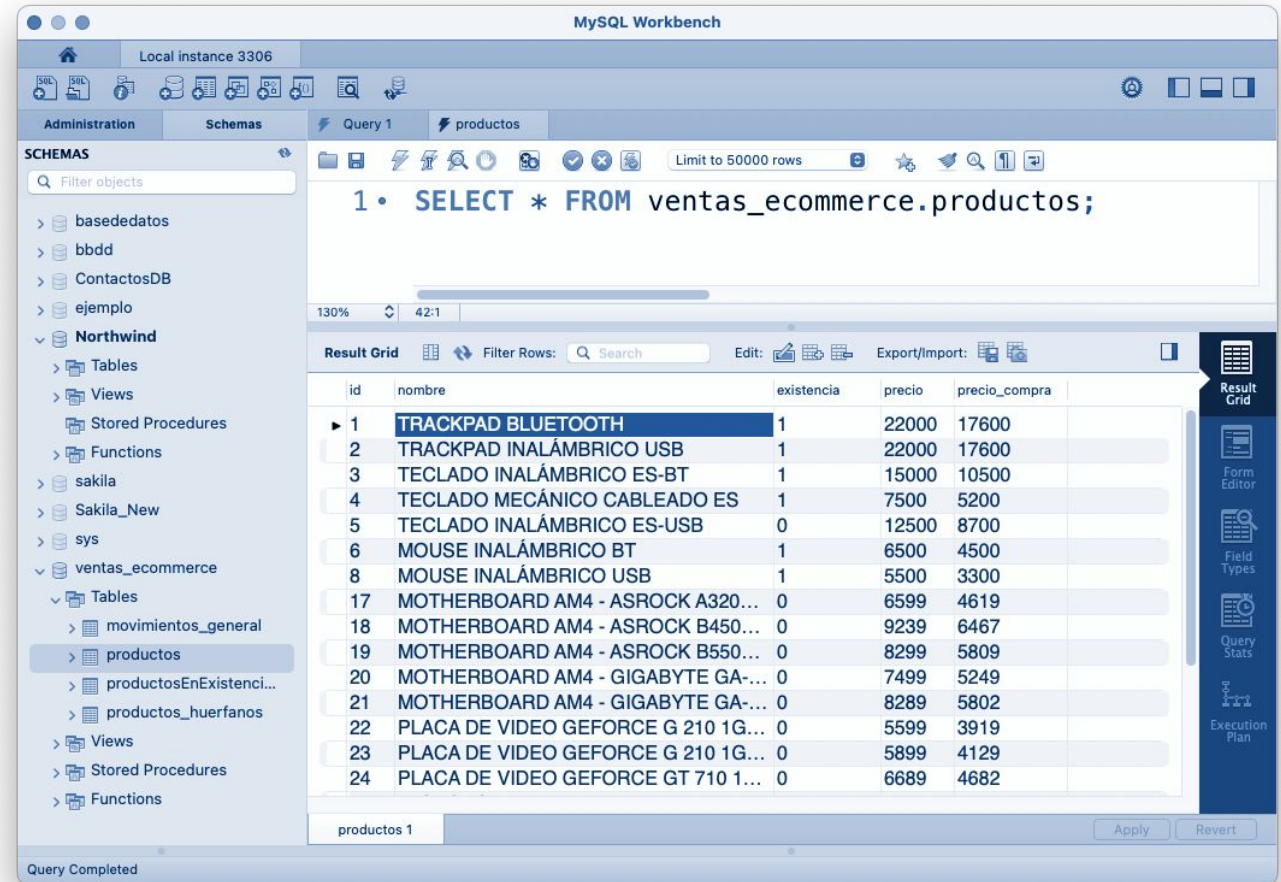 MySQL Workbench
Local instance 3306
SQL SQL
Administration Schemas Query 1 productos
SCHEMAS
Filter objects
Limit to 50000 rows
1 • SELECT * FROM ventas_ecommerce.productos;
basededatos
bbdd
ContactosDB
ejemplo
Northwind
Tables
Views
Stored Procedures
Functions
sakila
Sakila_New
sys
ventas_ecommerce
Tables
movimientos_general
productos
productosEnExistenci...
productos_huerfanos
Views
Stored Procedures
Functions
130% 42:1
Result Grid Filter Rows: Search Edit: Export/Import:
id nombre existencia precio precio_compra
1 TRACKPAD BLUETOOTH 1 22000 17600
2 TRACKPAD INALÁMBRICO USB 1 22000 17600
3 TECLADO INALÁMBRICO ES-BT 1 15000 10500
4 TECLADO MECÁNICO CABLEADO ES 1 7500 5200
5 TECLADO INALÁMBRICO ES-USB 0 12500 8700
6 MOUSE INALÁMBRICO BT 1 6500 4500
8 MOUSE INALÁMBRICO USB 1 5500 3300
17 MOTHERBOARD AM4 - ASROCK A320... 0 6599 4619
18 MOTHERBOARD AM4 - ASROCK B450... 0 9239 6467
19 MOTHERBOARD AM4 - ASROCK B550... 0 8299 5809
20 MOTHERBOARD AM4 - GIGABYTE GA-... 0 7499 5249
21 MOTHERBOARD AM4 - GIGABYTE GA-... 0 8289 5802
22 PLACA DE VIDEO GEFORCE G 210 1G... 0 5599 3919
23 PLACA DE VIDEO GEFORCE G 210 1G... 0 5899 4129
24 PLACA DE VIDEO GEFORCE GT 710 1... 0 6689 4682
Result
Grid
Form
Editor
Field
Types
Query
Stats
Execution
Plan
productos 1
Apply Revert
Query Completed